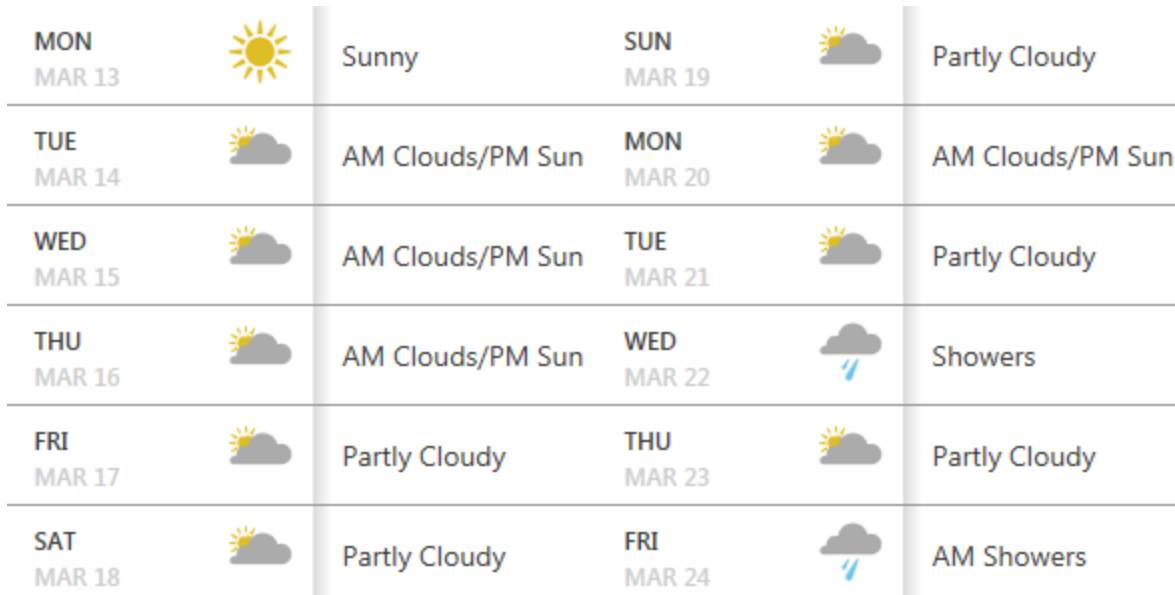 MON
MAR 13
Sunny
TUE
MAR 14
AM Clouds/PM Sun
WED
MAR 15
AM Clouds/PM Sun
THU
MAR 16
AM Clouds/PM Sun
FRI
MAR 17
Partly Cloudy
SAT
MAR 18
Partly Cloudy
SUN
MAR 19
Partly Cloudy
MON
MAR 20
AM Clouds/PM Sun
TUE
MAR 21
Partly Cloudy
WED
MAR 22
Showers
THU
MAR 23
Partly Cloudy
FRI
MAR 24
AM Showers